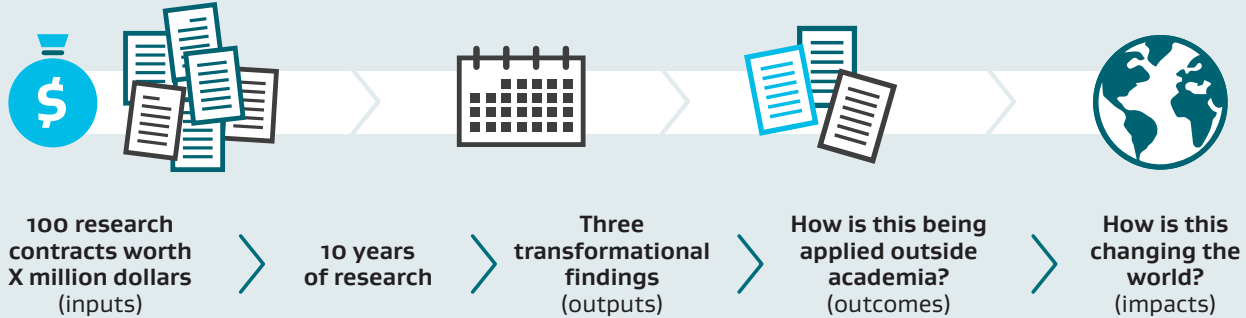 $
100 research
contracts worth
X million dollars
(inputs)
10 years
of research
Three
transformational
findings
(outputs)
How is this being
applied outside
academia?
(outcomes)
How is this
changing the
world?
(impacts)